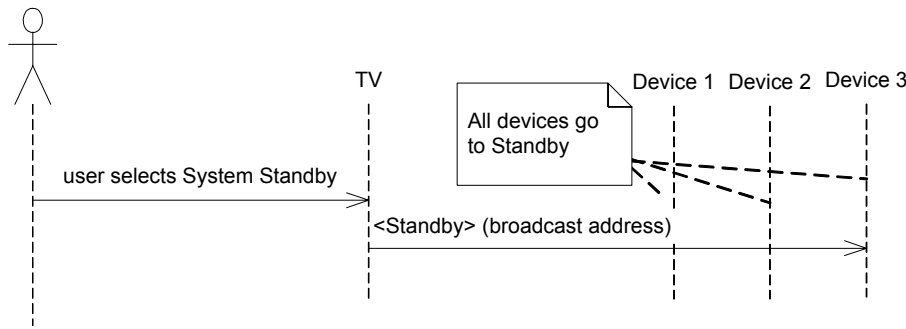 TV
Device 1 Device 2 Device 3
All devices go
to Standby
user selects System Standby
<Standby> (broadcast address)